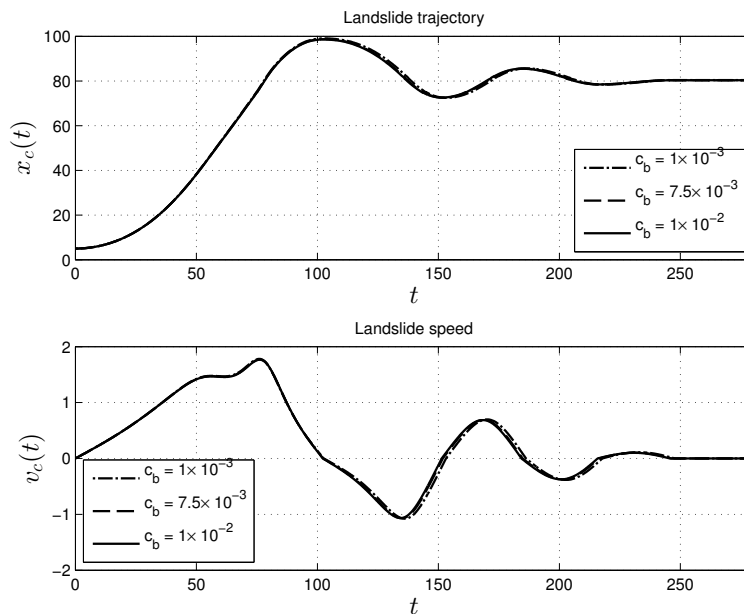 Landslide trajectory
100
80
60
40
20
0
x_c(t)
c_b = 1× 10^−3
c_b = 7.5× 10^−3
c_b = 1× 10^−2
0 50 100 150 200 250
t
Landslide speed
2
1
0
−1
−2
v_c(t)
c_b = 1× 10^−3
c_b = 7.5× 10^−3
c_b = 1× 10^−2
0 50 100 150 200 250
t